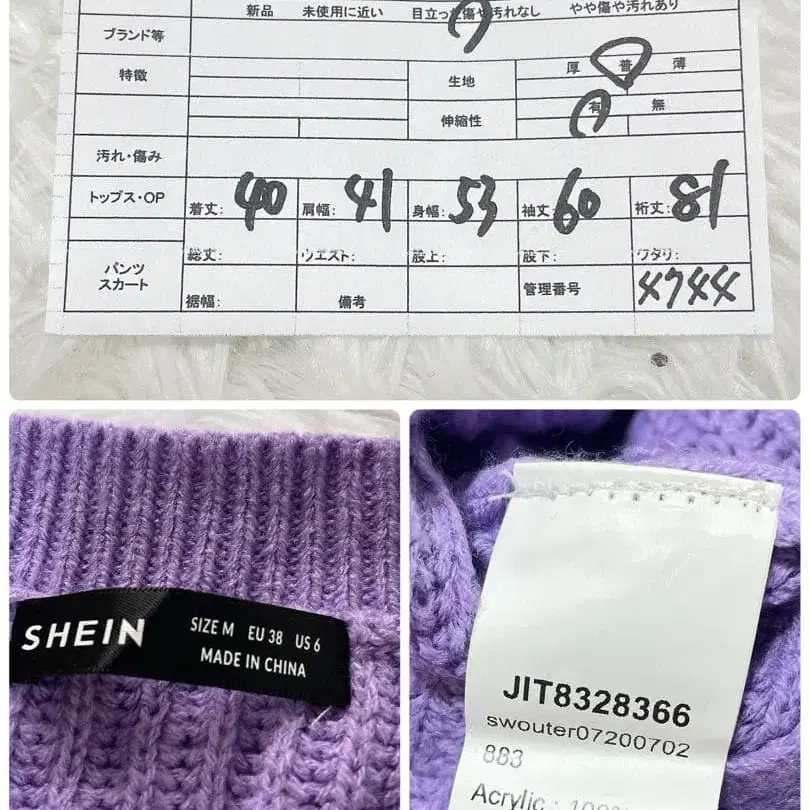 新品 未使用に近い 目立った傷や汚れなし やや傷や汚れあり
ブランド等
特徴 生地 厚 普 薄
伸縮性 有 無
汚れ・傷み
トップス・OP 着丈: 40 肩幅: 41 身幅: 53 袖丈 60 裄丈: 81
総丈: ウエスト: 股上: 股下: ワタリ:
パンツ
スカート
裾幅: 備考 管理番号 4744
SHEIN
SIZE M EU 38 US 6
MADE IN CHINA
JIT8328366
swouter07200702
883
Acrylic : 100%